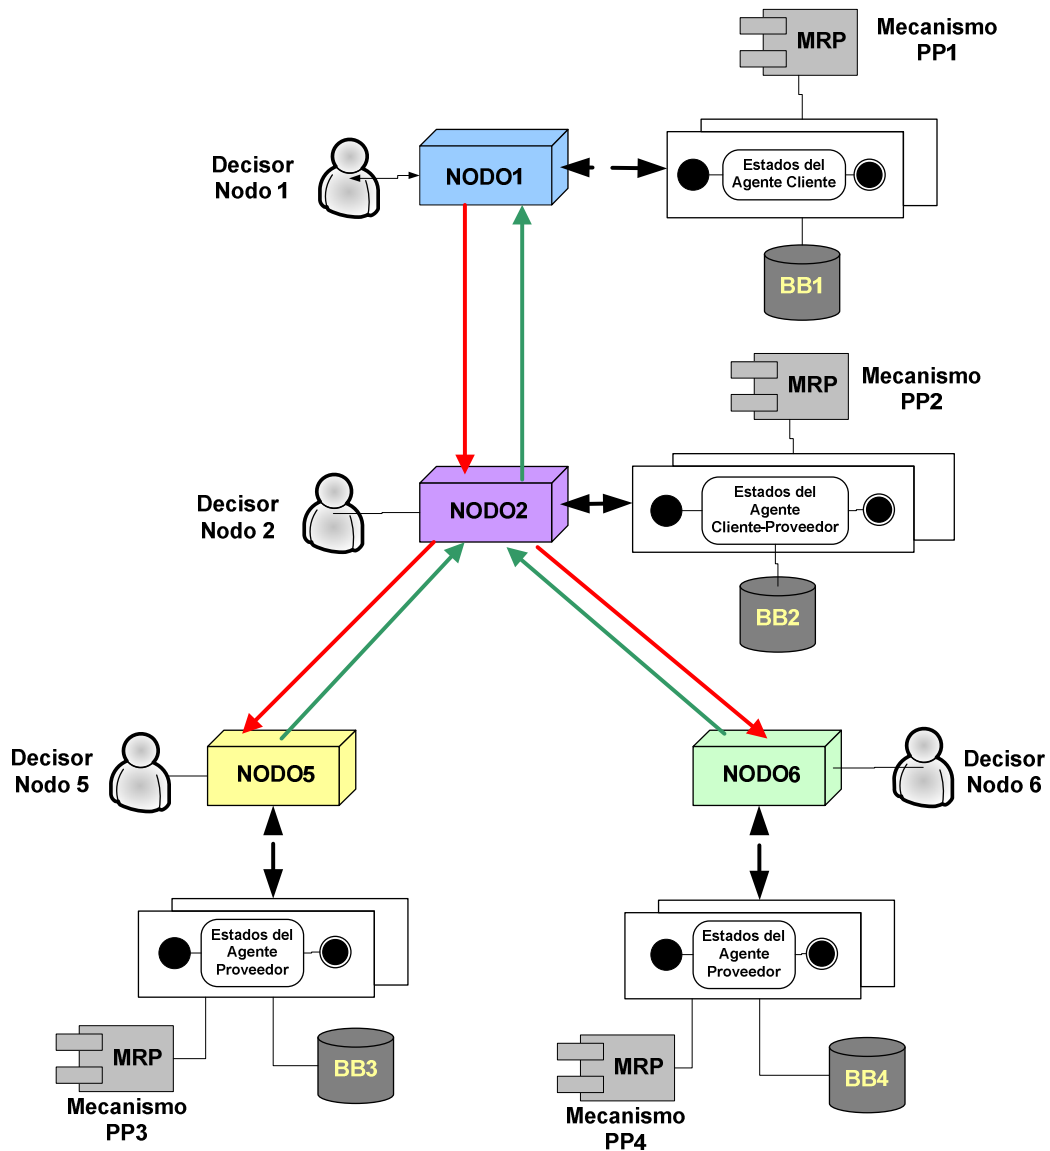 MRP
Mecanismo
PP1
Decisor
Nodo 1
NODO1
Estados del
Agente Cliente
BB1
MRP
Mecanismo
PP2
Decisor
Nodo 2
NODO2
Estados del
Agente
Cliente-Proveedor
BB2
Decisor
Nodo 5
NODO5
NODO6
Decisor
Nodo 6
Estados del
Agente
Proveedor
Estados del
Agente
Proveedor
MRP
Mecanismo
PP3
BB3
MRP
Mecanismo
PP4
BB4